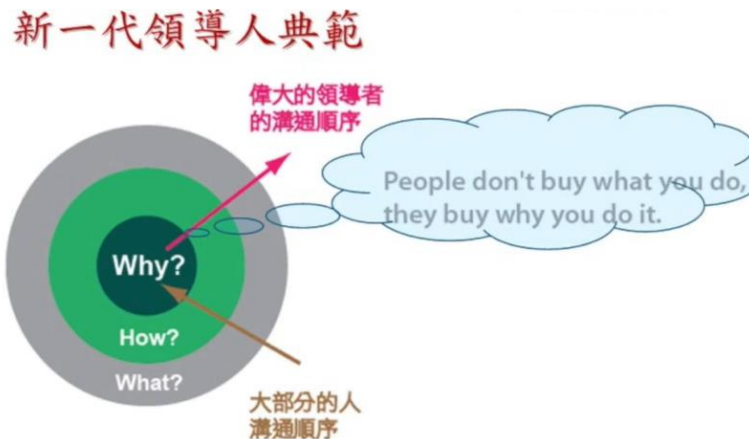 新一代領導人典範
偉大的領導者
的溝通順序
People don't buy what you do,
they buy why you do it.
Why?
How?
What?
大部分的人
溝通順序